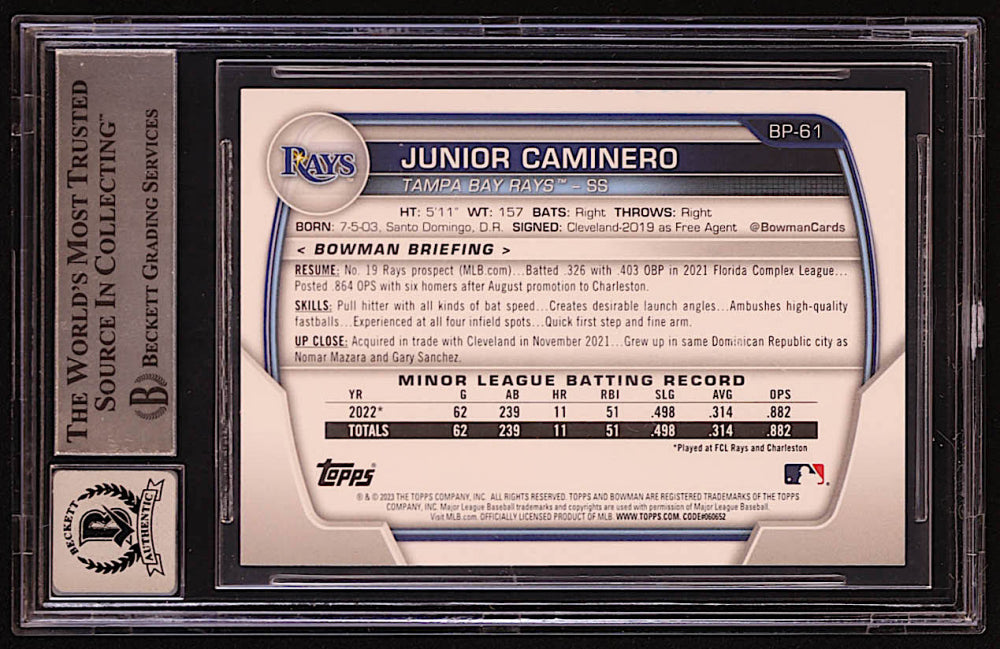 THE WORLD'S MOST TRUSTED
SOURCE IN COLLECTING™
BECKETT GRADING SERVICES
B
BECKETT
B
AUTHENTIC
BP-61
RAYS
JUNIOR CAMINERO
TAMPA BAY RAYS™ – SS
HT: 5'11" WT: 157 BATS: Right THROWS: Right
BORN: 7-5-03, Santo Domingo, D.R. SIGNED: Cleveland-2019 as Free Agent @BowmanCards
< BOWMAN BRIEFING >
RESUME: No. 19 Rays prospect (MLB.com)...Batted .326 with .403 OBP in 2021 Florida Complex League...
Posted .864 OPS with six homers after August promotion to Charleston.
SKILLS: Pull hitter with all kinds of bat speed...Creates desirable launch angles...Ambushes high-quality
fastballs...Experienced at all four infield spots...Quick first step and fine arm.
UP CLOSE: Acquired in trade with Cleveland in November 2021...Grew up in same Dominican Republic city as
Nomar Mazara and Gary Sanchez.
MINOR LEAGUE BATTING RECORD
YR G AB HR RBI SLG AVG OPS
2022* 62 239 11 51 .498 .314 .882
TOTALS 62 239 11 51 .498 .314 .882
*Played at FCL Rays and Charleston
Topps®
® & © 2023 THE TOPPS COMPANY, INC. ALL RIGHTS RESERVED. TOPPS AND BOWMAN ARE REGISTERED TRADEMARKS OF THE TOPPS
COMPANY, INC. Major League Baseball trademarks and copyrights are used with permission of Major League Baseball.
Visit MLB.com. OFFICIALLY LICENSED PRODUCT OF MLB. WWW.TOPPS.COM. CODE#060652